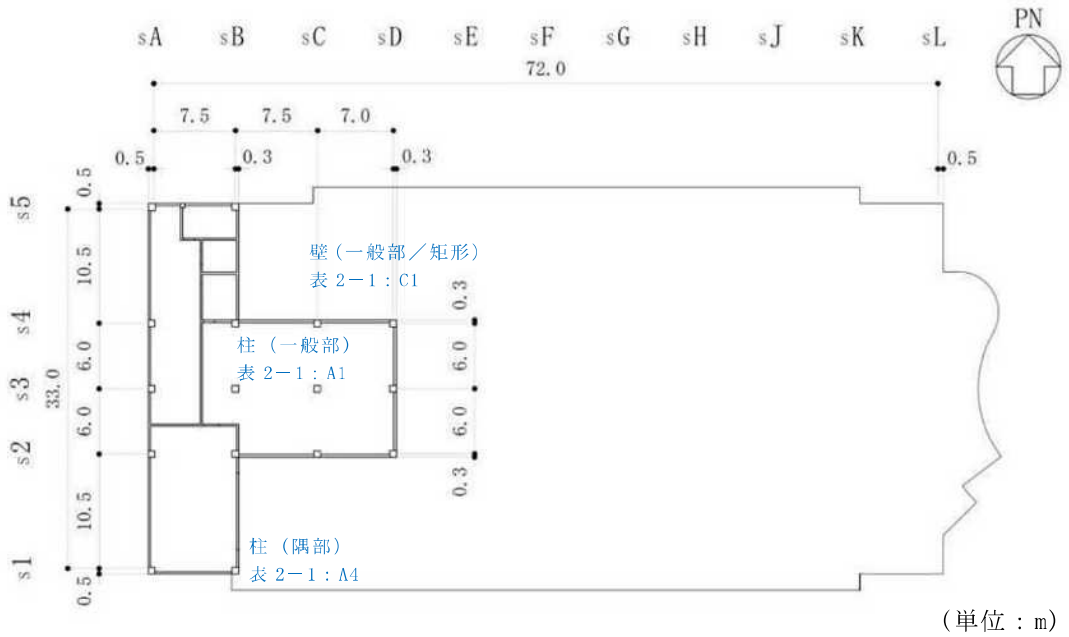 sA sB sC sD sE sF sG sH sJ sK sL PN
72.0
7.5 7.5 7.0
0.5 0.3 0.3 0.5
s5 0.5
壁(一般部／矩形)
表2－1：C1
10.5 0.3
s4
柱（一般部）
表2－1：A1
6.0 6.0
s3 33.0
6.0 6.0
s2
0.3
10.5
柱（隅部）
表2－1：A4
s1 0.5
(単位：m)